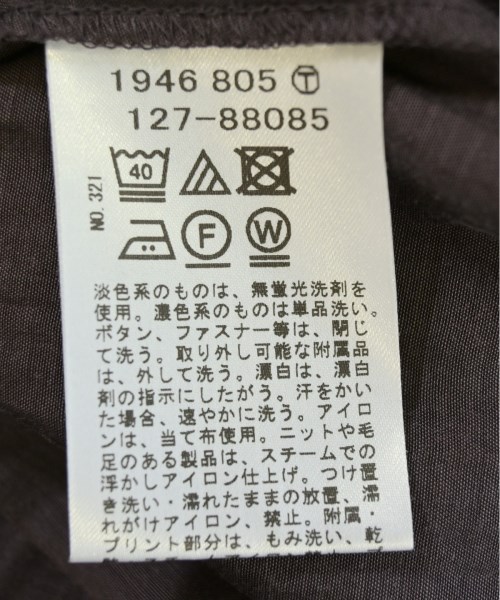 1946 805 Ⓣ
127-88085
NO. 321
40
F
W
淡色系のものは、無蛍光洗剤を
使用。濃色系のものは単品洗い。
ボタン、ファスナー等は、閉じ
て洗う。取り外し可能な附属品
は、外して洗う。漂白は、漂白
剤の指示にしたがう。汗をかい
た場合、速やかに洗う。アイロ
ンは、当て布使用。ニットや毛
足のある製品は、スチームでの
浮かしアイロン仕上げ。つけ置
き洗い・濡れたままの放置、濡
れがけアイロン、禁止。附属・
プリント部分は、もみ洗い、乾